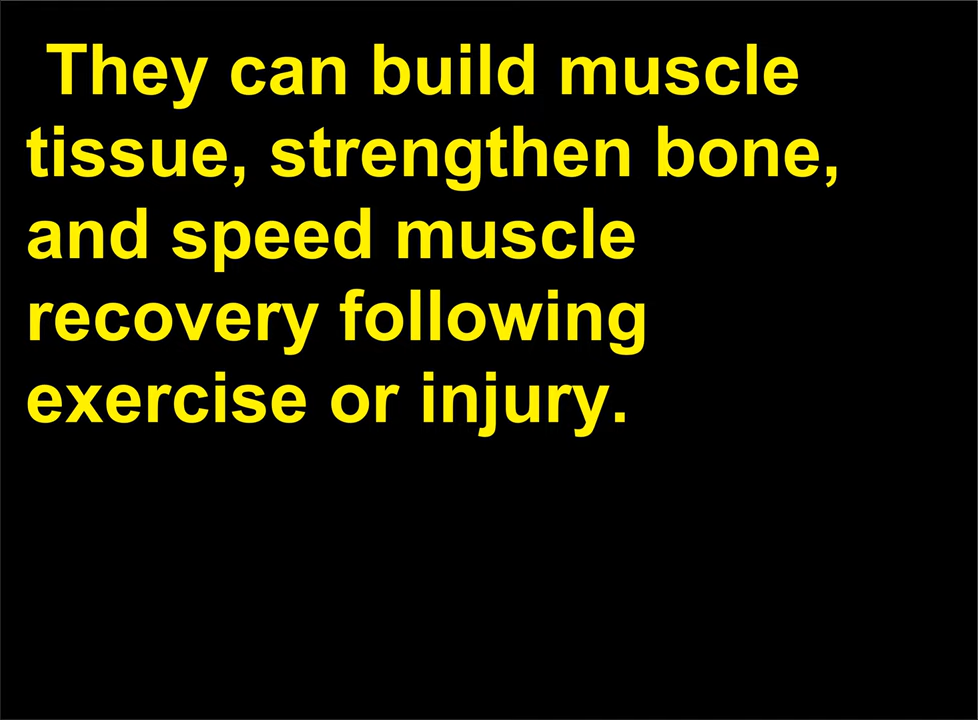 They can build muscle
tissue, strengthen bone,
and speed muscle
recovery following
exercise or injury.